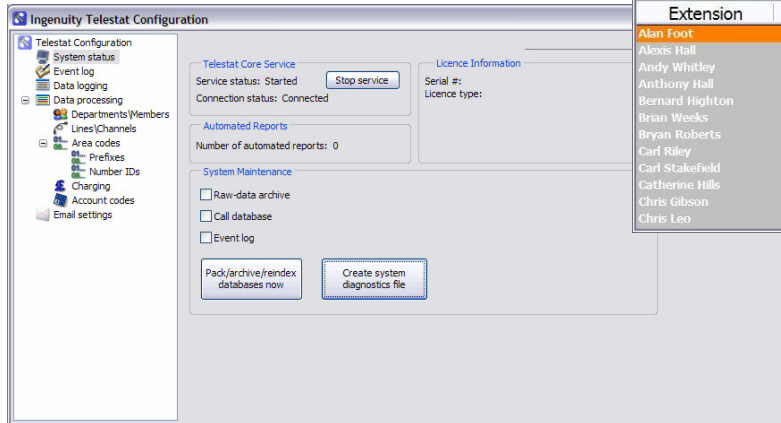 Ingenuity Telestat Configuration
Telestat Configuration
System status
Event log
Data logging
Data processing
Departments\Members
Lines\Channels
Area codes
Prefixes
Number IDs
Charging
Account codes
Email settings
Telestat Core Service
Service status: Started
Stop service
Connection status: Connected
Licence Information
Serial #:
Licence type:
Automated Reports
Number of automated reports: 0
System Maintenance
Raw-data archive
Call database
Event log
Pack/archive/reindex
databases now
Create system
diagnostics file
Extension
Alan Foot
Alexis Hall
Andy Whitley
Anthony Hall
Bernard Highton
Brian Weeks
Bryan Roberts
Carl Riley
Carl Stakefield
Catherine Hills
Chris Gibson
Chris Leo